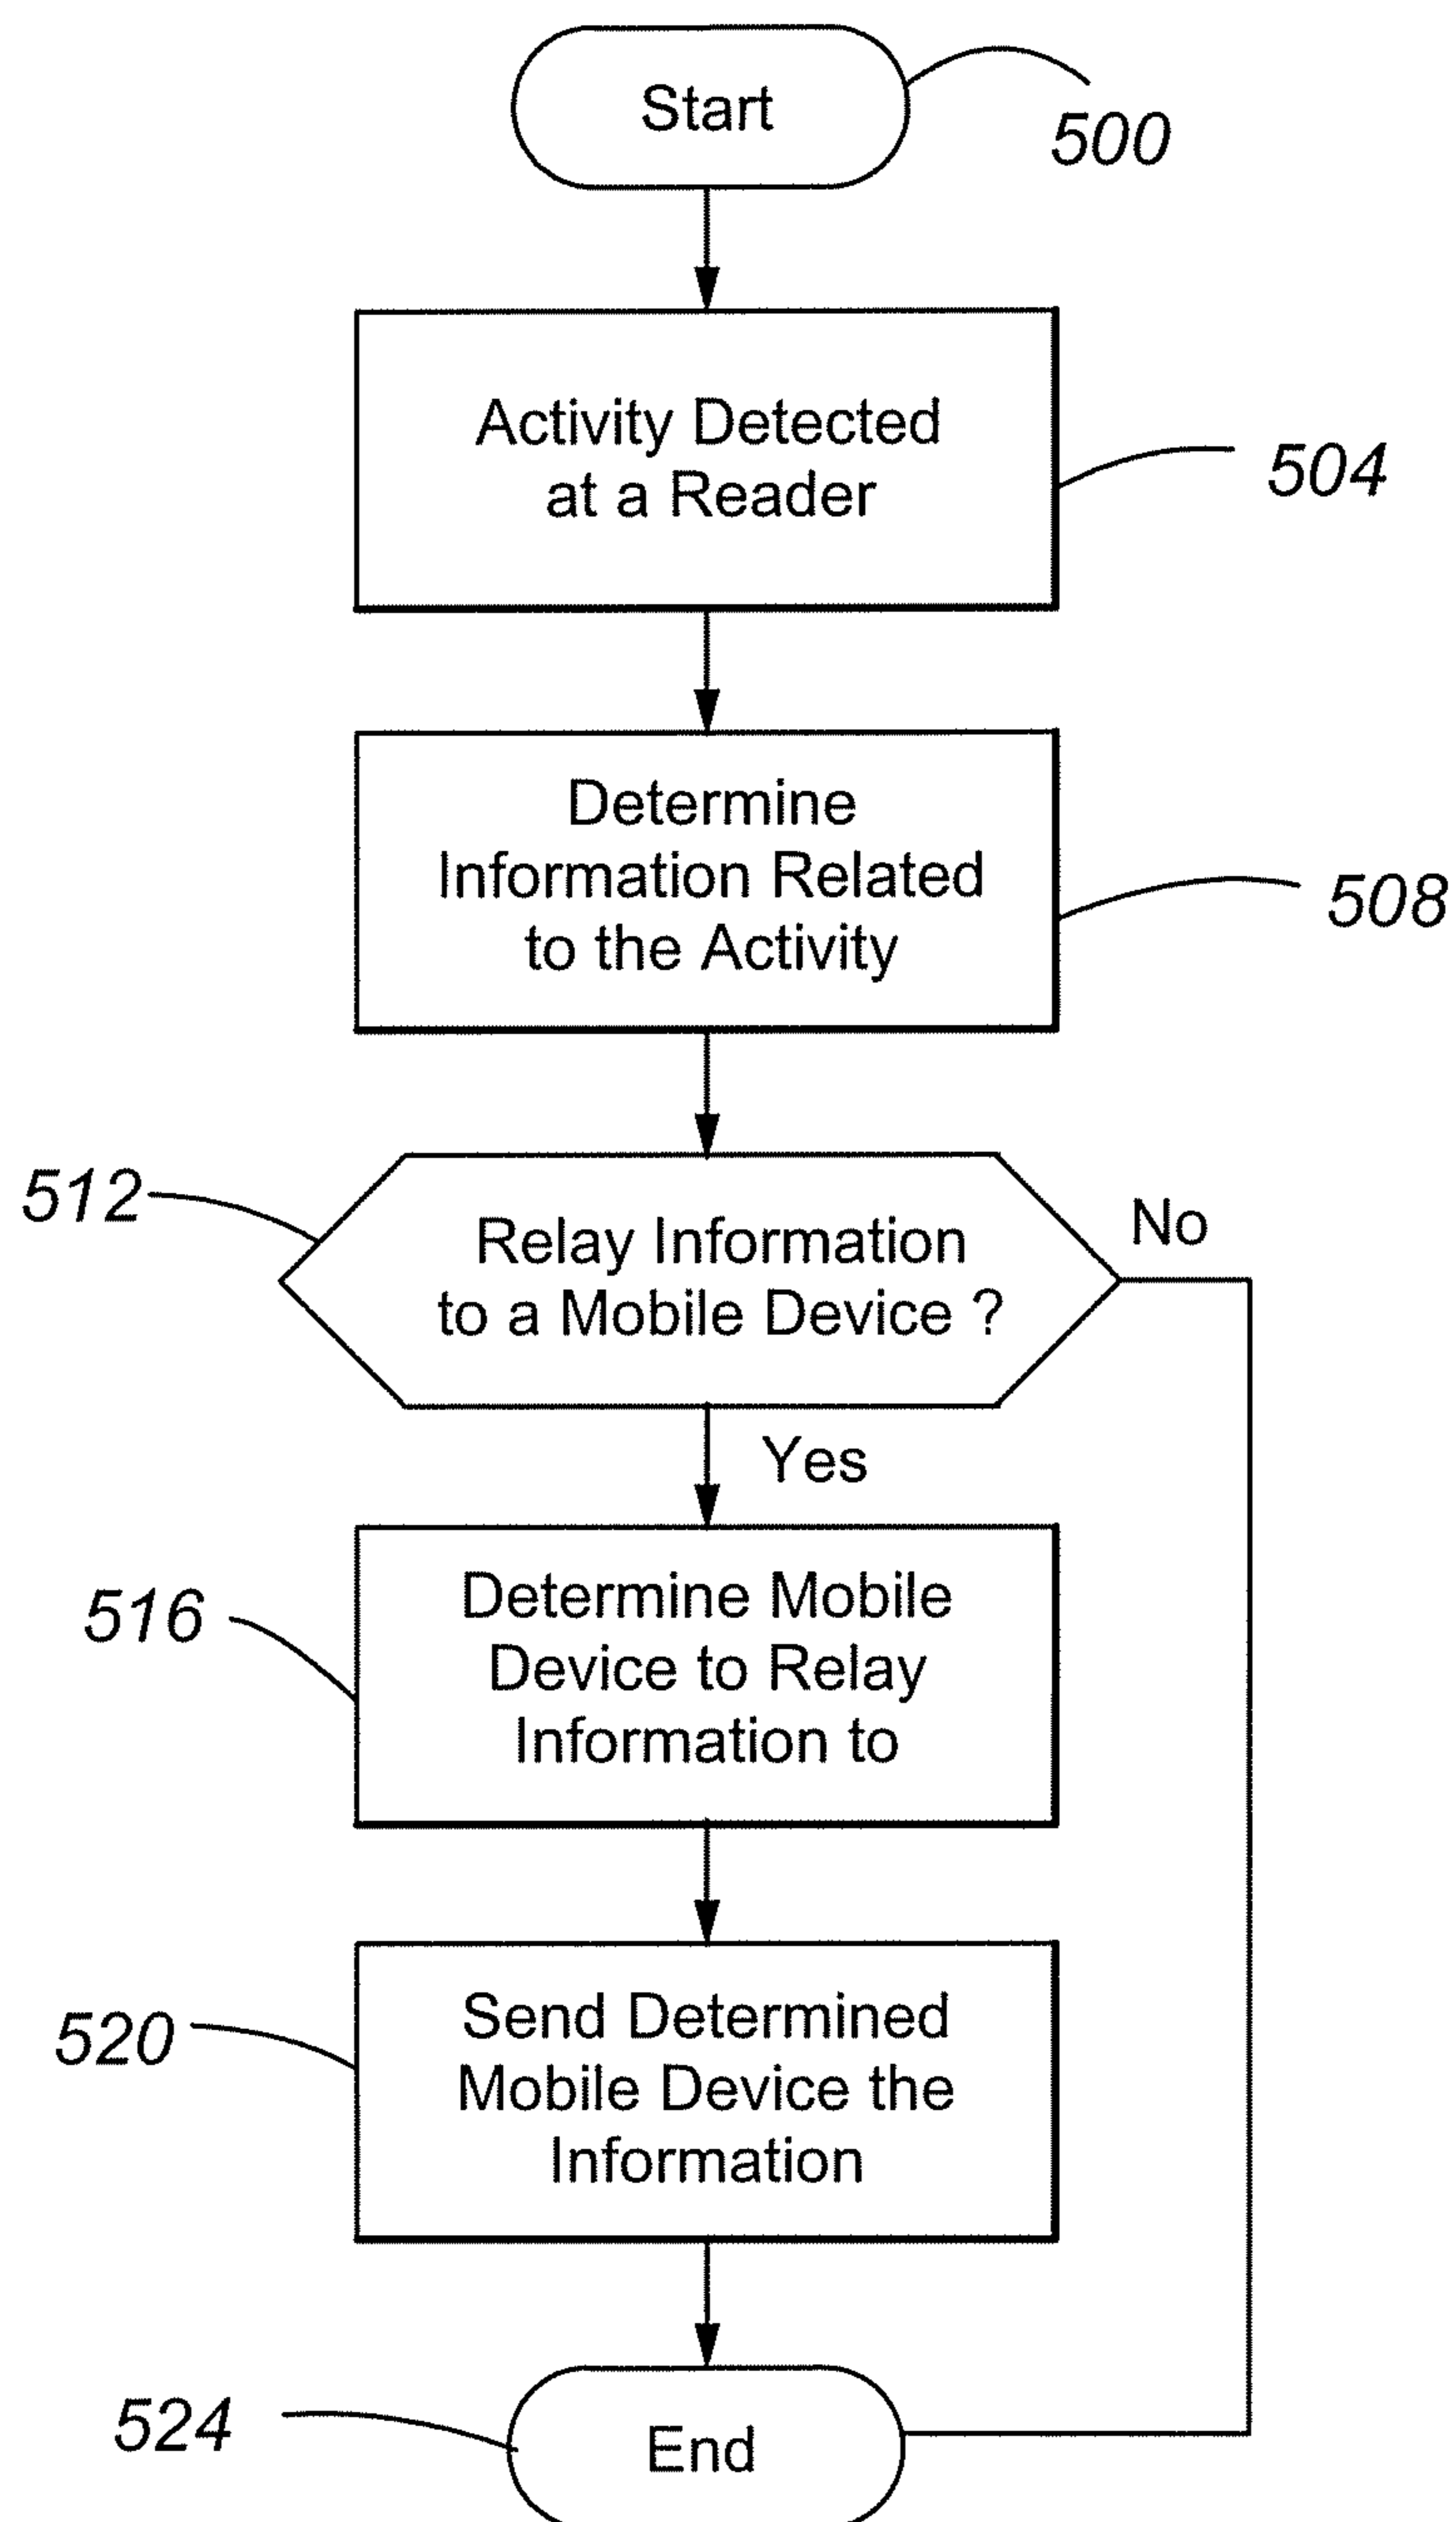 Start
500
Activity Detected
at a Reader
504
Determine
Information Related
to the Activity
508
512
Relay Information
to a Mobile Device ?
No
Yes
516
Determine Mobile
Device to Relay
Information to
520
Send Determined
Mobile Device the
Information
524
End